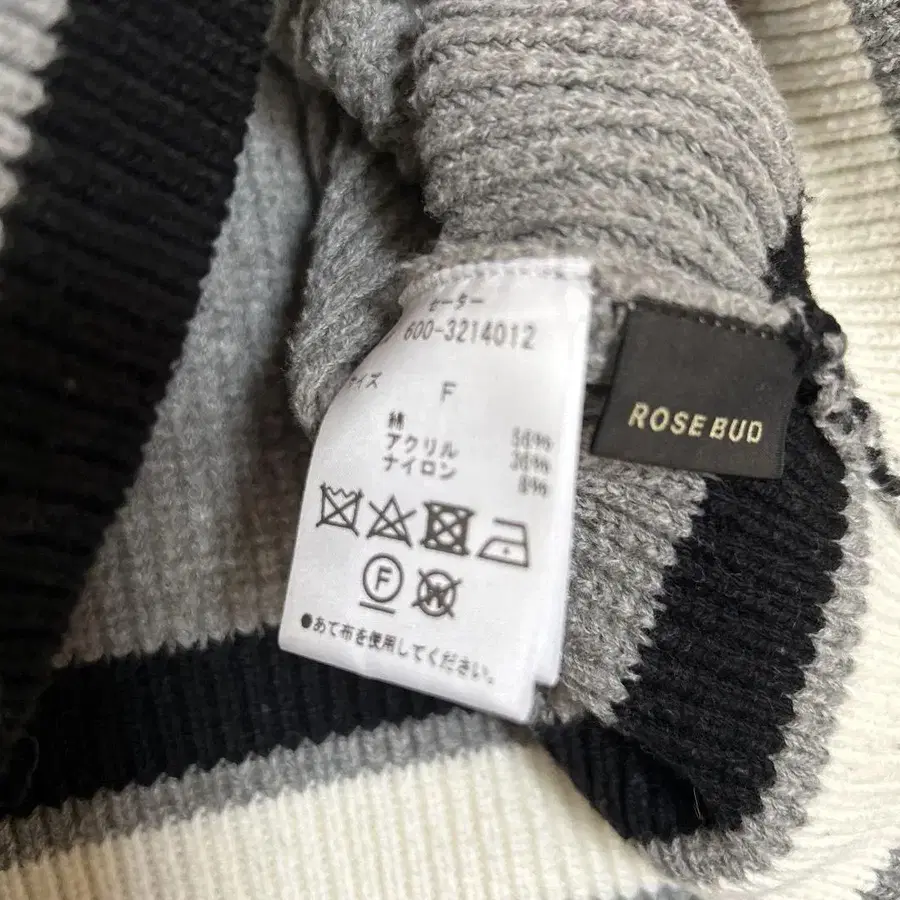 セーター
600-3214012
イズ F
綿
アクリル
ナイロン 8%
F
W
●あて布を使用してください。
ROSE BUD